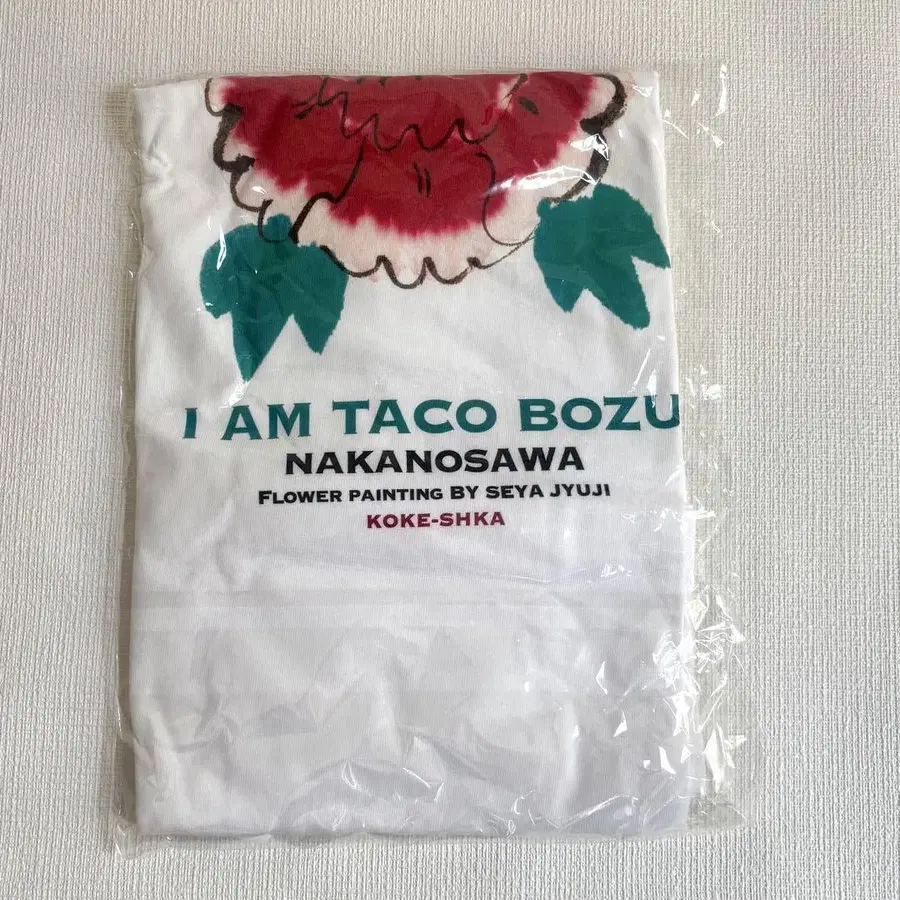 I AM TACO BOZU
NAKANOSAWA
FLOWER PAINTING BY SEYA JYUJI
KOKE-SHKA